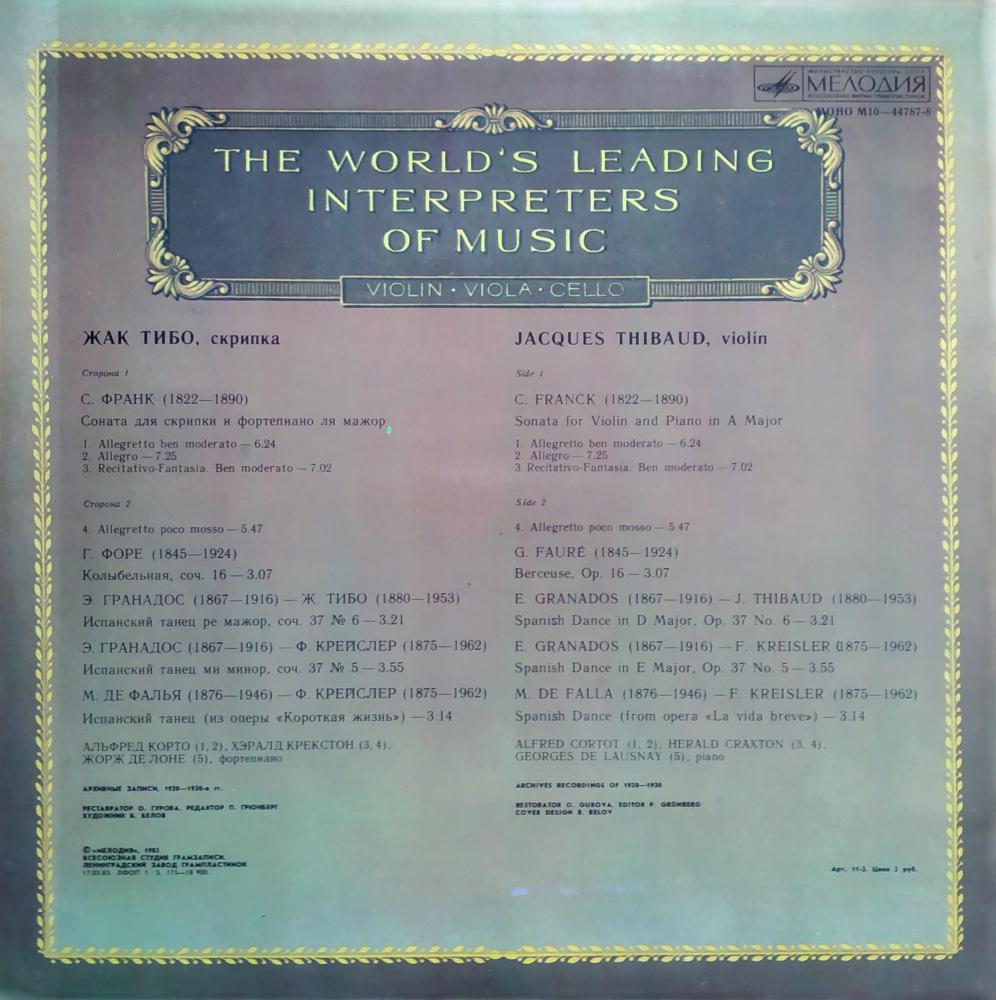 МИНИСТЕРСТВО КУЛЬТУРЫ СССР
МЕЛОДИЯ
ВСЕСОЮЗНАЯ ФИРМА ГРАМПЛАСТИНОК
МОНО М10—44787-8
THE WORLD'S LEADING
INTERPRETERS
OF MUSIC
VIOLIN · VIOLA · CELLO
ЖАК ТИБО, скрипка
Сторона 1
С. ФРАНК (1822—1890)
Соната для скрипки и фортепиано ля мажор
1. Allegretto ben moderato — 6.24
2. Allegro — 7.25
3. Recitativo-Fantasia. Ben moderato — 7.02
Сторона 2
4. Allegretto poco mosso — 5.47
Г. ФОРЕ (1845—1924)
Колыбельная, соч. 16 — 3.07
Э. ГРАНАДОС (1867—1916) — Ж. ТИБО (1880—1953)
Испанский танец ре мажор, соч. 37 № 6 — 3.21
Э. ГРАНАДОС (1867—1916) — Ф. КРЕЙСЛЕР (1875—1962)
Испанский танец ми минор, соч. 37 № 5 — 3.55
М. ДЕ ФАЛЬЯ (1876—1946) — Ф. КРЕЙСЛЕР (1875—1962)
Испанский танец (из оперы «Короткая жизнь») — 3.14
АЛЬФРЕД КОРТО (1, 2), ХЭРАЛД КРЕКСТОН (3, 4),
ЖОРЖ ДЕ ЛОНЕ (5), фортепиано
АРХИВНЫЕ ЗАПИСИ, 1920—1930-е гг.
РЕСТАВРАТОР О. ГУРОВА. РЕДАКТОР П. ГРЮНБЕРГ
ХУДОЖНИК Б. БЕЛОВ
© «МЕЛОДИЯ», 1983
ВСЕСОЮЗНАЯ СТУДИЯ ГРАМЗАПИСИ.
ЛЕНИНГРАДСКИЙ ЗАВОД ГРАМПЛАСТИНОК
17.03.83. ЛФОП 1. З. 175—18 900.
JACQUES THIBAUD, violin
Side 1
C. FRANCK (1822—1890)
Sonata for Violin and Piano in A Major
1. Allegretto ben moderato — 6.24
2. Allegro — 7.25
3. Recitativo-Fantasia. Ben moderato — 7.02
Side 2
4. Allegretto poco mosso — 5.47
G. FAURÉ (1845—1924)
Berceuse, Op. 16 — 3.07
E. GRANADOS (1867—1916) — J. THIBAUD (1880—1953)
Spanish Dance in D Major, Op. 37 No. 6 — 3.21
E. GRANADOS (1867—1916) — F. KREISLER (1875—1962)
Spanish Dance in E Major, Op. 37 No. 5 — 3.55
M. DE FALLA (1876—1946) — F. KREISLER (1875—1962)
Spanish Dance (from opera «La vida breve») — 3.14
ALFRED CORTOT (1, 2), HERALD CRAXTON (3, 4),
GEORGES DE LAUSNAY (5), piano
ARCHIVES RECORDINGS OF 1920—1930
RESTORATOR O. GUROVA. EDITOR P. GRÜNBERG
COVER DESIGN B. BELOV
Арт. 11-2. Цена 2 руб.